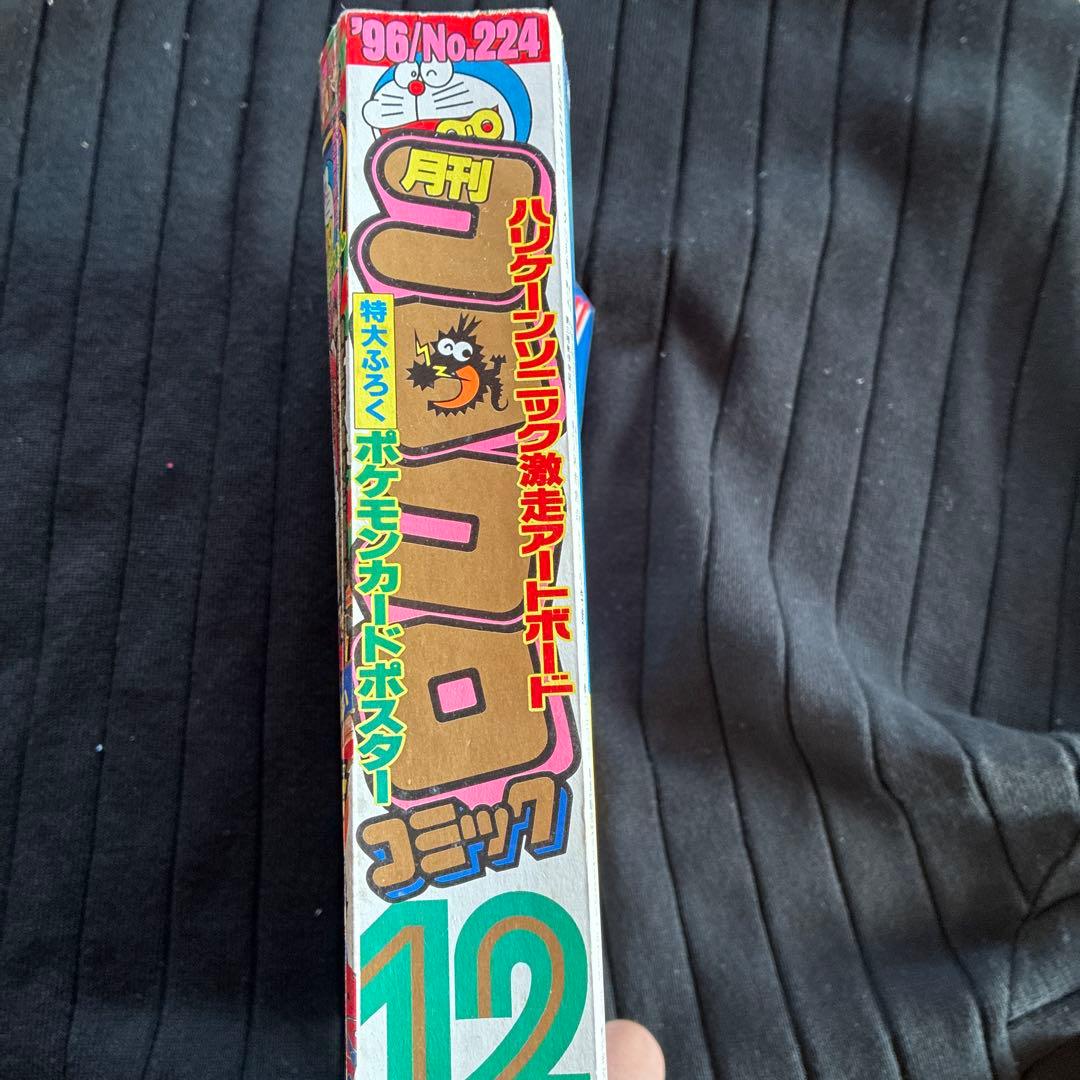 '96/No.224
月刊
コロコロ
コミック
ハリケーンソニック激走アートボード
特大ふろく
ポケモンカードポスター
12